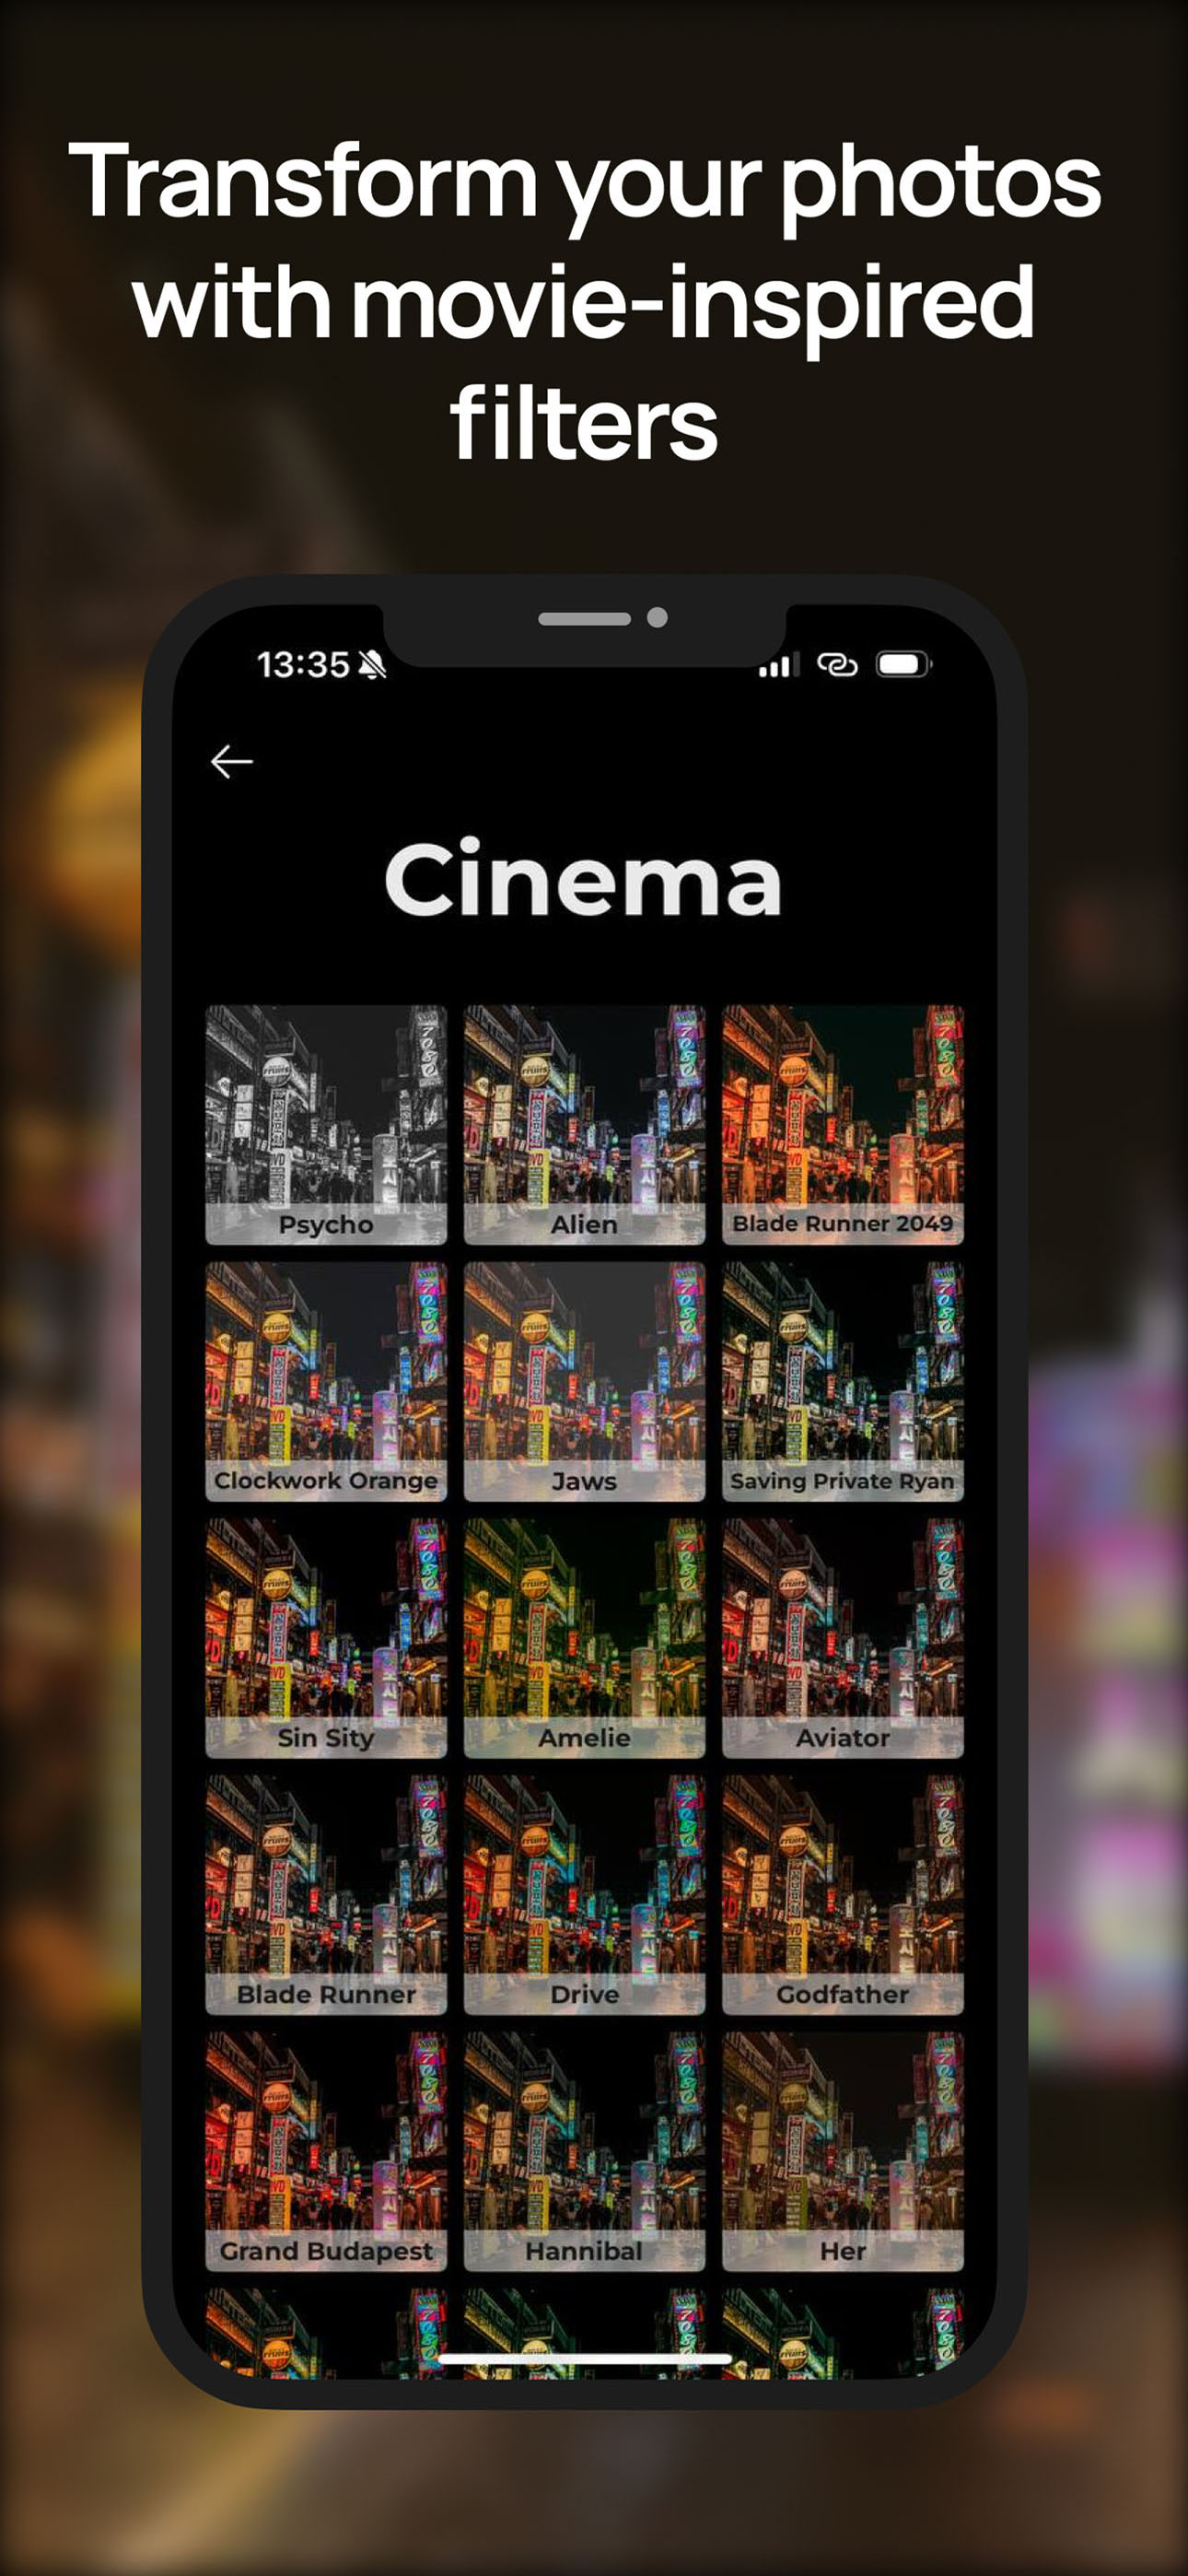 Transform your photos
with movie-inspired
filters
13:35
Cinema
Psycho
Alien
Blade Runner 2049
Clockwork Orange
Jaws
Saving Private Ryan
Sin Sity
Amelie
Aviator
Blade Runner
Drive
Godfather
Grand Budapest
Hannibal
Her